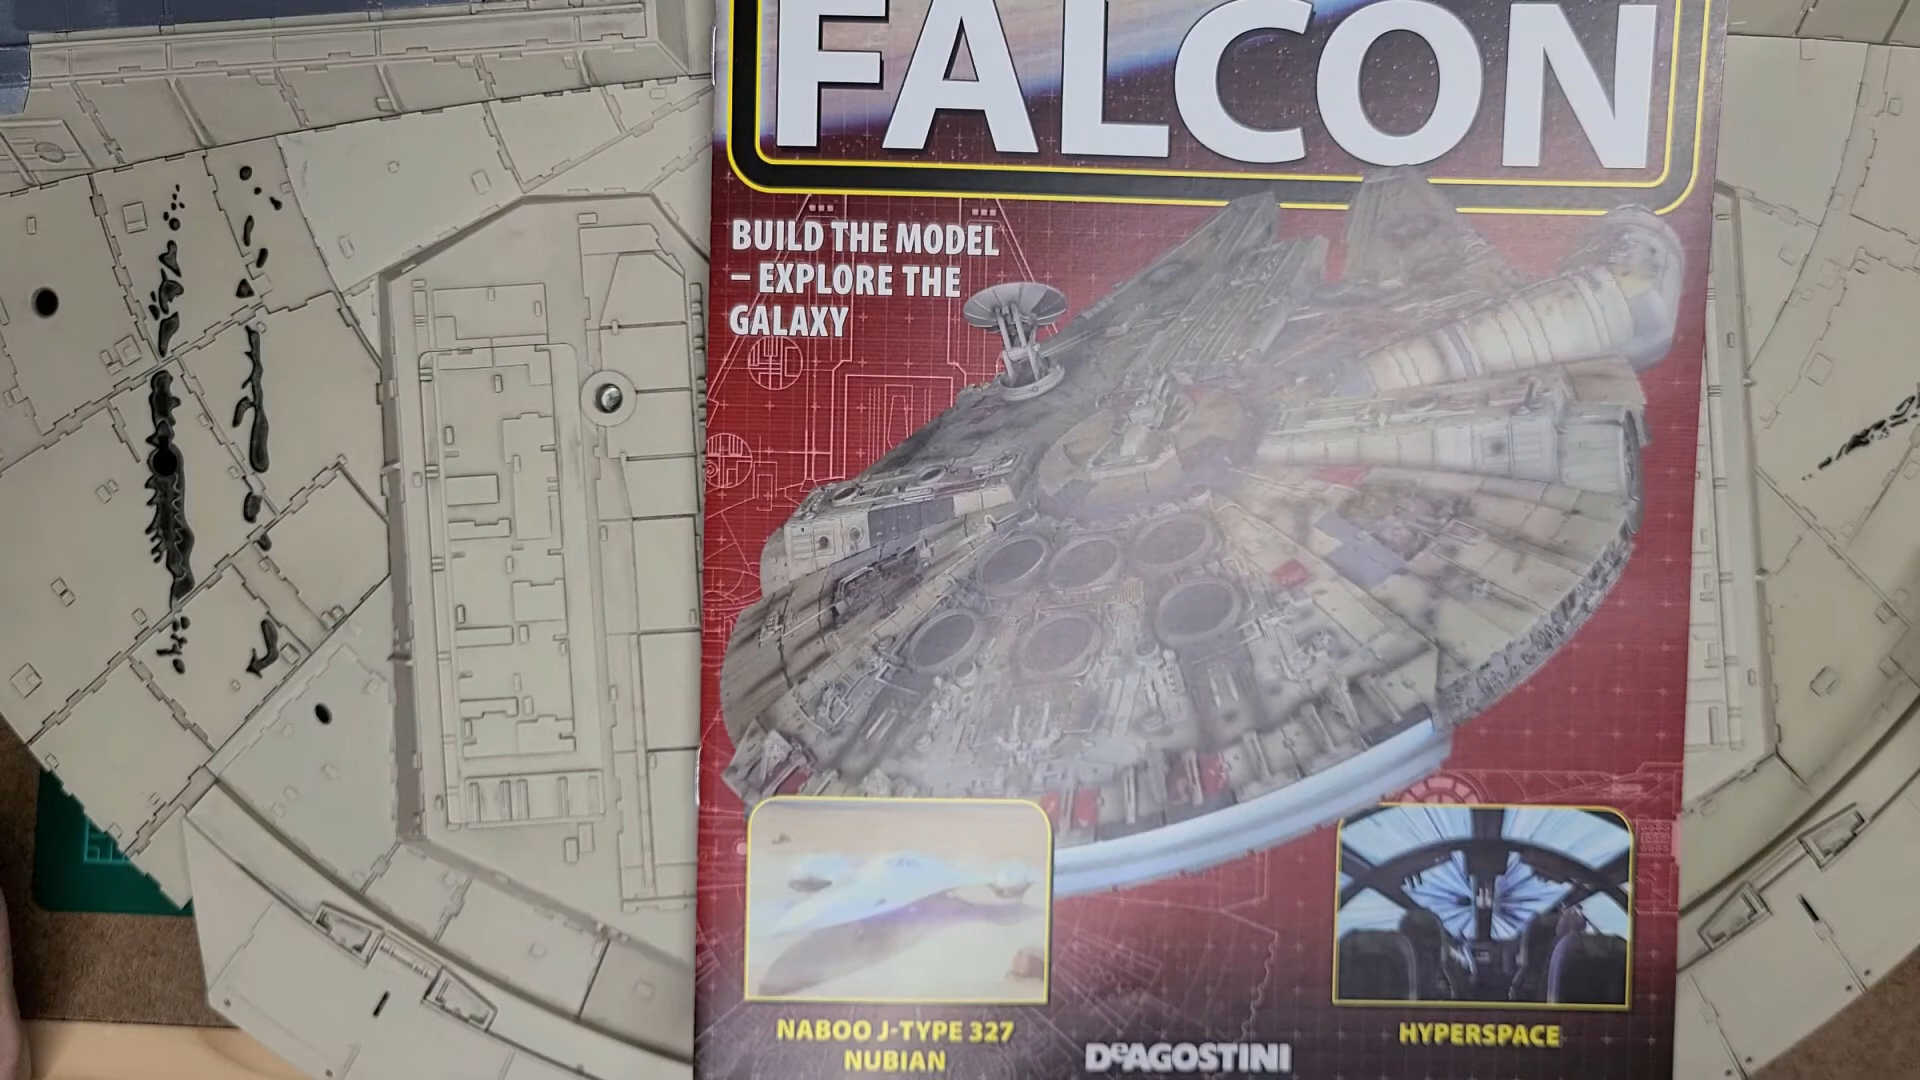 FALCON
BUILD THE MODEL
– EXPLORE THE
GALAXY
NABOO J-TYPE 327
NUBIAN
DeAGOSTINI
HYPERSPACE